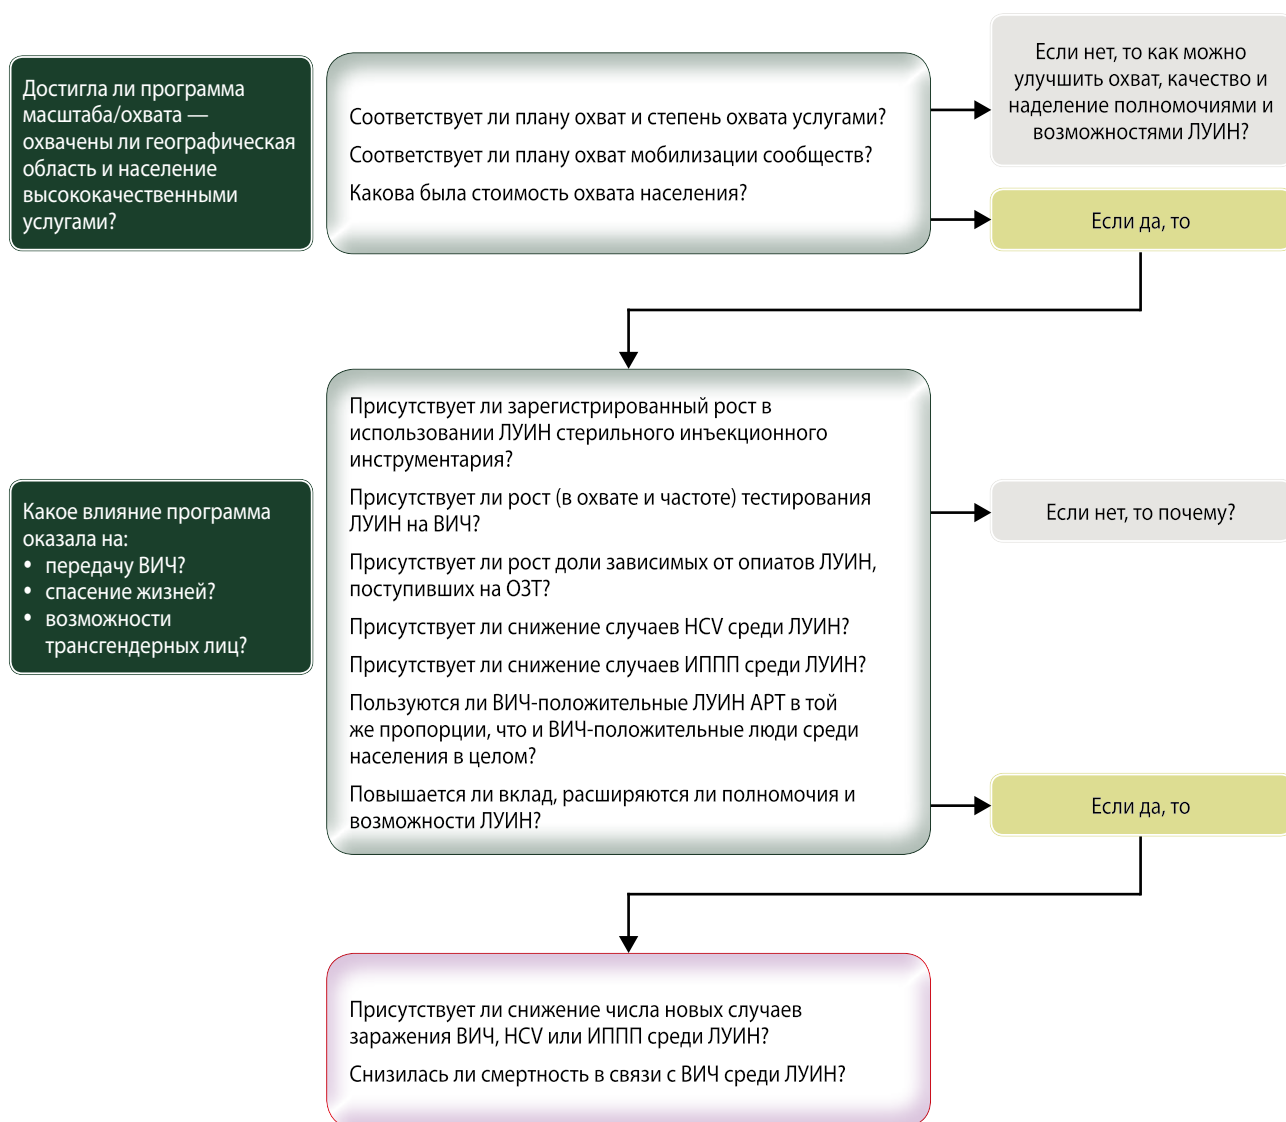 Достигла ли программа
масштаба/охвата —
охвачены ли географическая
область и население
высококачественными
услугами?
Соответствует ли плану охват и степень охвата услугами?
Соответствует ли плану охват мобилизации сообществ?
Какова была стоимость охвата населения?
Если нет, то как можно
улучшить охват, качество и
наделение полномочиями и
возможностями ЛУИН?
Если да, то
Какое влияние программа
оказала на:
• передачу ВИЧ?
• спасение жизней?
• возможности
трансгендерных лиц?
Присутствует ли зарегистрированный рост в
использовании ЛУИН стерильного инъекционного
инструментария?
Присутствует ли рост (в охвате и частоте) тестирования
ЛУИН на ВИЧ?
Присутствует ли рост доли зависимых от опиатов ЛУИН,
поступивших на ОЗТ?
Присутствует ли снижение случаев HCV среди ЛУИН?
Присутствует ли снижение случаев ИППП среди ЛУИН?
Пользуются ли ВИЧ-положительные ЛУИН АРТ в той
же пропорции, что и ВИЧ-положительные люди среди
населения в целом?
Повышается ли вклад, расширяются ли полномочия и
возможности ЛУИН?
Если нет, то почему?
Если да, то
Присутствует ли снижение числа новых случаев
заражения ВИЧ, HCV или ИППП среди ЛУИН?
Снизилась ли смертность в связи с ВИЧ среди ЛУИН?